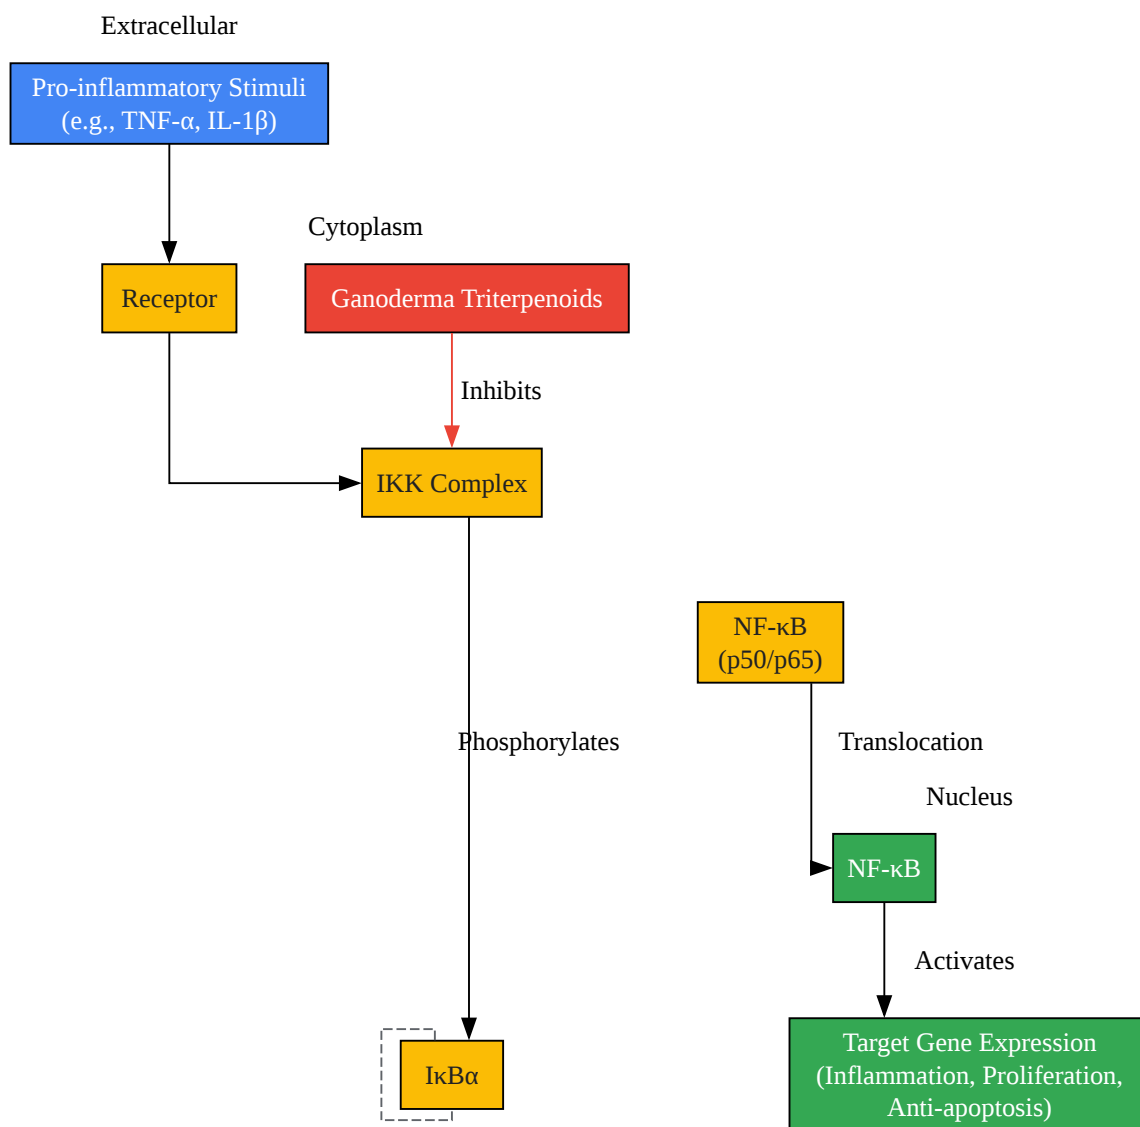 Extracellular
Pro-inflammatory Stimuli
(e.g., TNF-α, IL-1β)
Cytoplasm
Receptor
Ganoderma Triterpenoids
Inhibits
IKK Complex
NF-κB
(p50/p65)
Phosphorylates
Translocation
Nucleus
NF-κB
Activates
IκBα
Target Gene Expression
(Inflammation, Proliferation,
Anti-apoptosis)